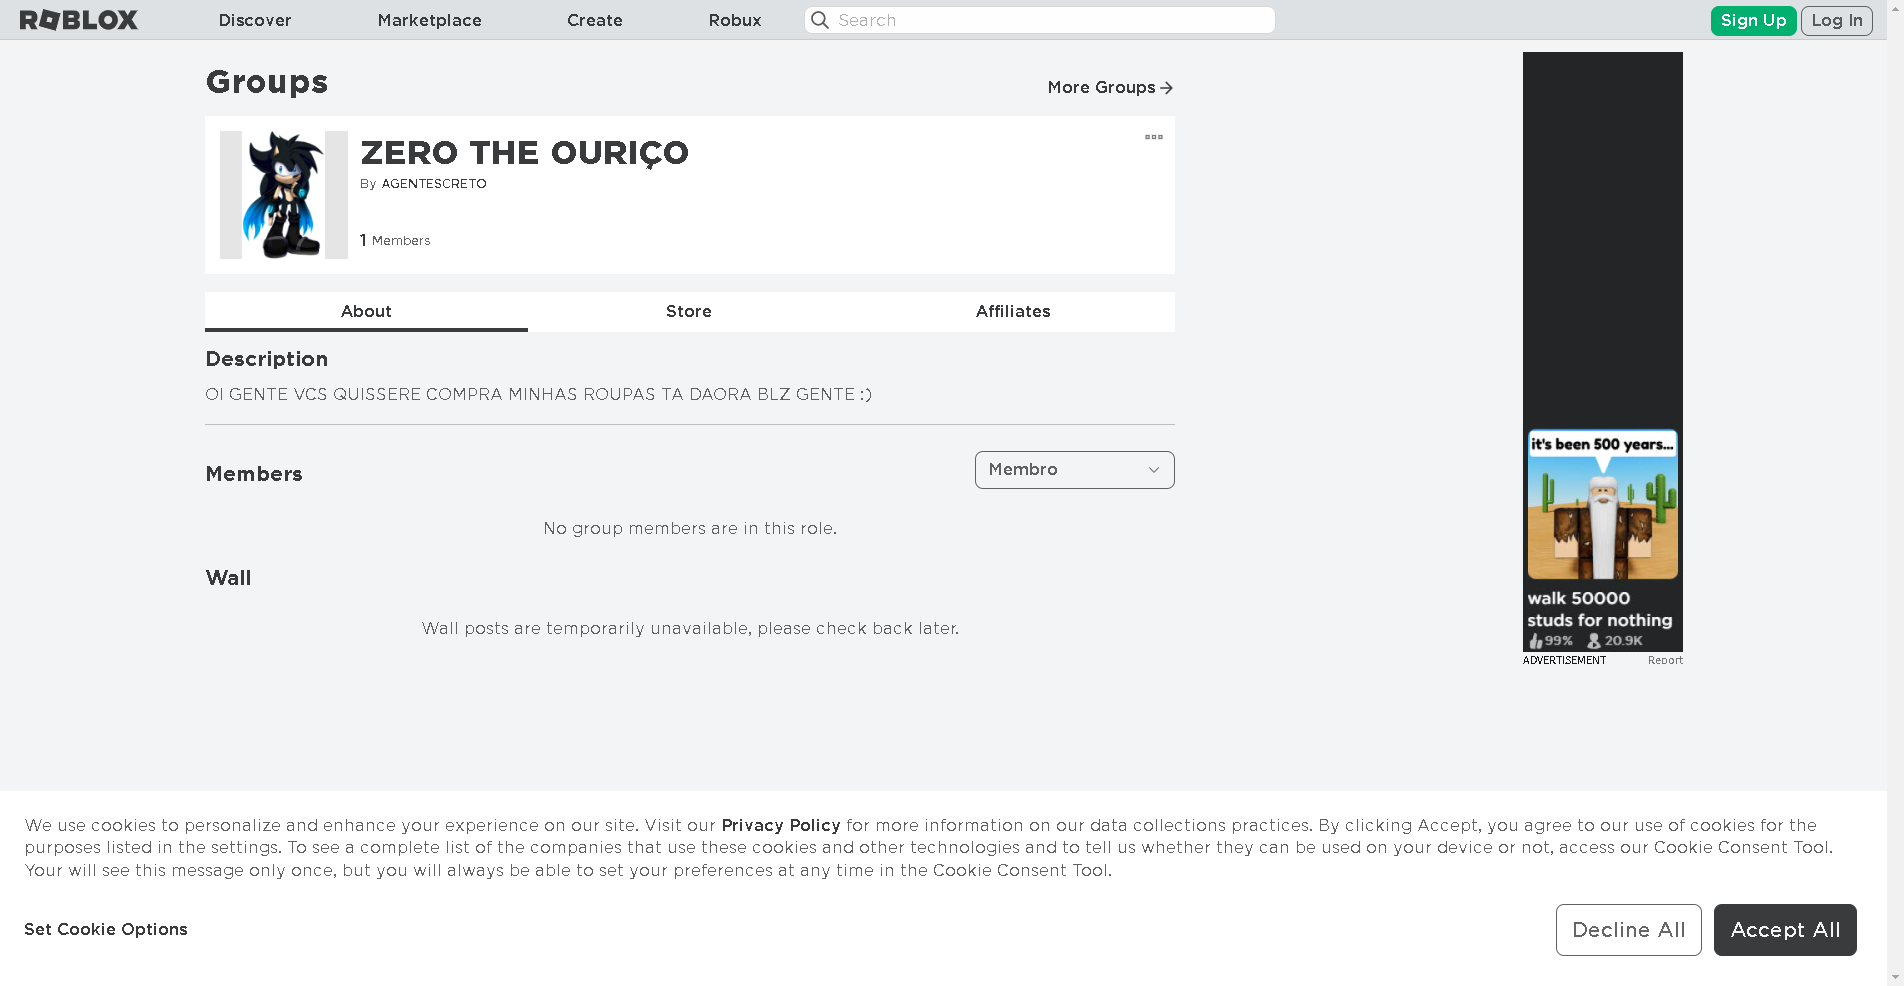 ROBLOX
Discover
Marketplace
Create
Robux
Search
Sign Up
Log In
Groups
More Groups
ZERO THE OURIÇO
By AGENTESCRETO
1 Members
About
Store
Affiliates
Description
OI GENTE VCS QUISSERE COMPRA MINHAS ROUPAS TA DAORA BLZ GENTE :)
Members
Membro
No group members are in this role.
Wall
Wall posts are temporarily unavailable, please check back later.
it's been 500 years...
walk 50000
studs for nothing
99% 20.9K
ADVERTISEMENT
Report
We use cookies to personalize and enhance your experience on our site. Visit our Privacy Policy for more information on our data collections practices. By clicking Accept, you agree to our use of cookies for the
purposes listed in the settings. To see a complete list of the companies that use these cookies and other technologies and to tell us whether they can be used on your device or not, access our Cookie Consent Tool.
Your will see this message only once, but you will always be able to set your preferences at any time in the Cookie Consent Tool.
Set Cookie Options
Decline All
Accept All